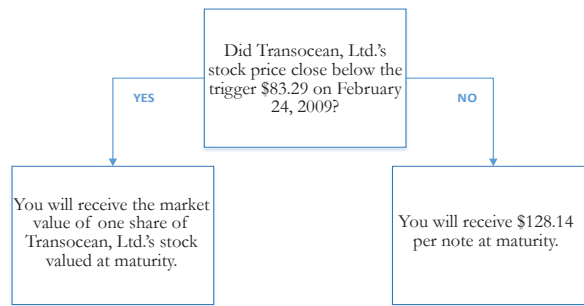 Did Transocean, Ltd.'s
stock price close below the
trigger $83.29 on February
24, 2009?
YES
NO
You will receive the market
value of one share of
Transocean, Ltd.'s stock
valued at maturity.
You will receive $128.14
per note at maturity.